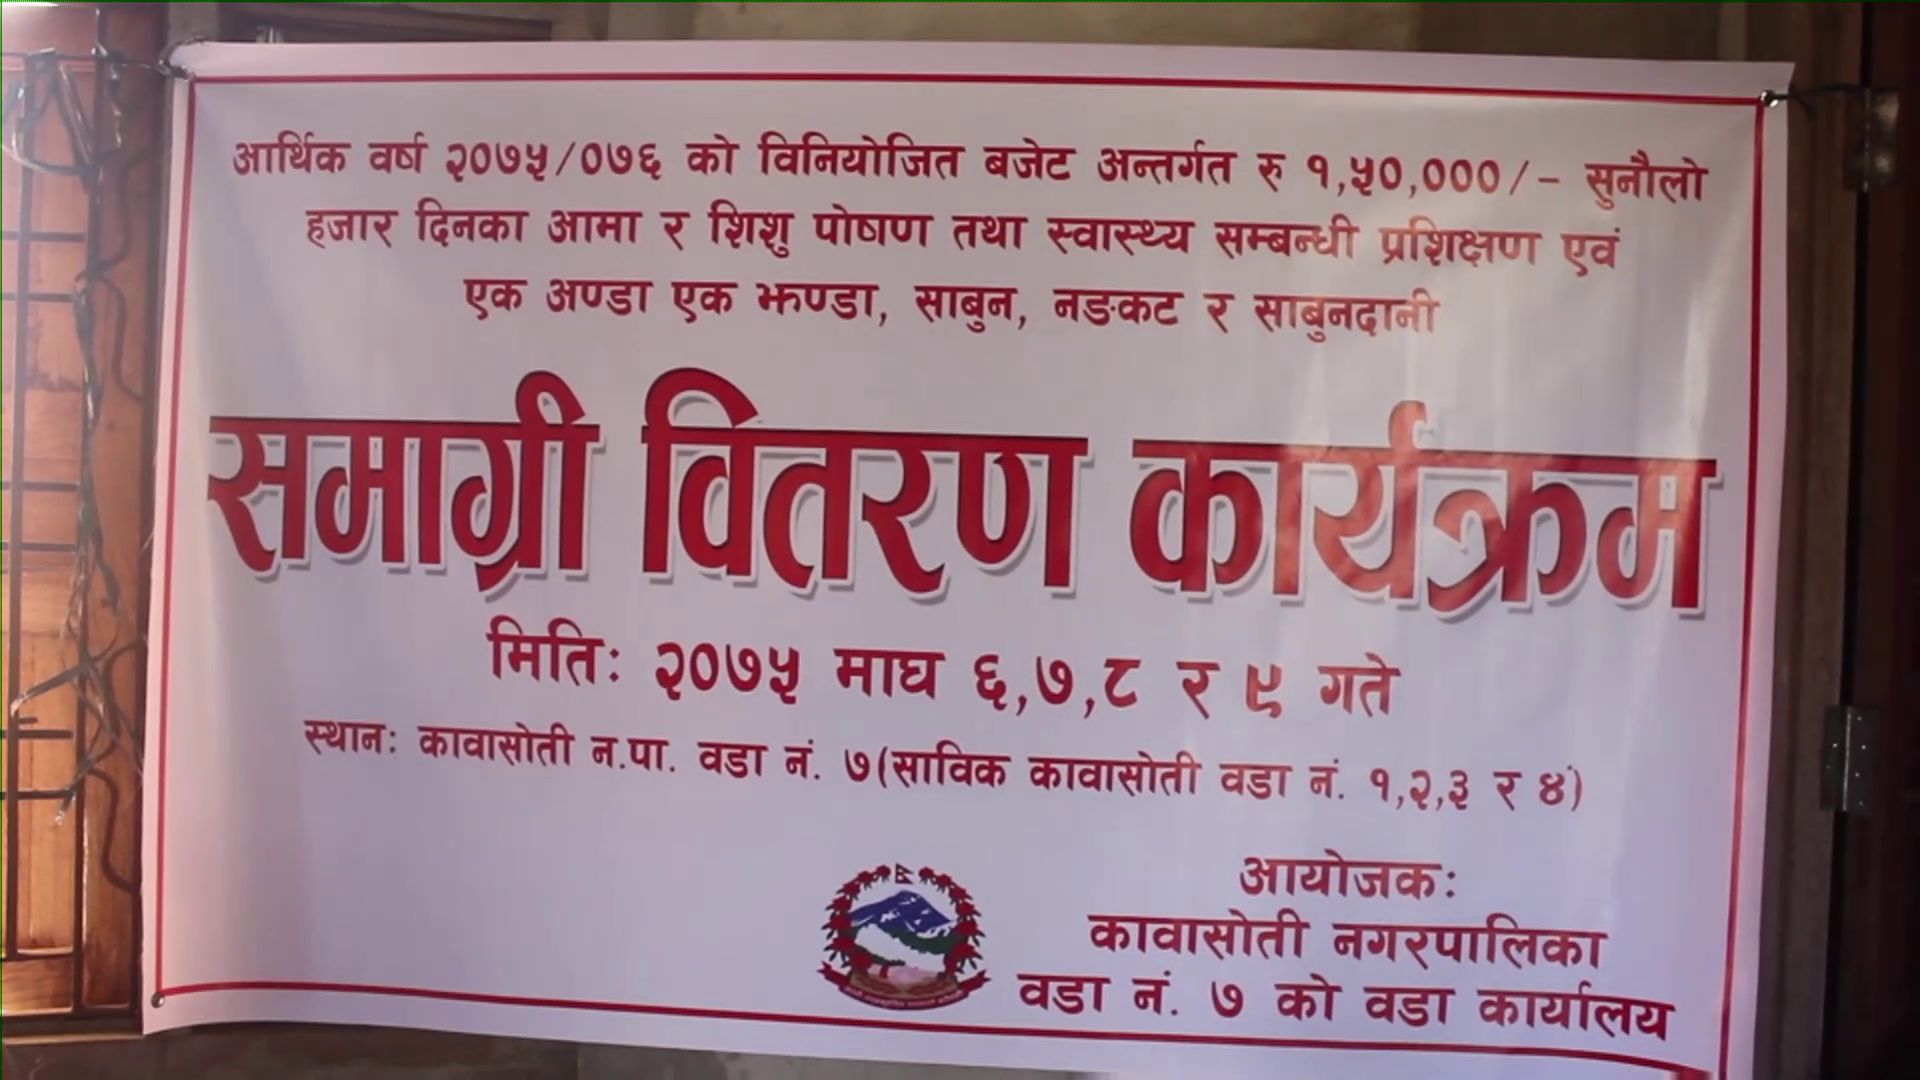 आर्थिक वर्ष २०७५/०७६ को विनियोजित बजेट अन्तर्गत रु १,५०,०००/- सुनौलो
हजार दिनका आमा र शिशु पोषण तथा स्वास्थ्य सम्बन्धी प्रशिक्षण एवं
एक अण्डा एक झण्डा, साबुन, नङकट र साबुनदानी
समाग्री वितरण कार्यक्रम
मितिः २०७५ माघ ६,७,८ र ९ गते
स्थानः कावासोती न.पा. वडा नं. ७(साविक कावासोती वडा नं. १,२,३ र ४)
आयोजकः
कावासोती नगरपालिका
वडा नं. ७ को वडा कार्यालय